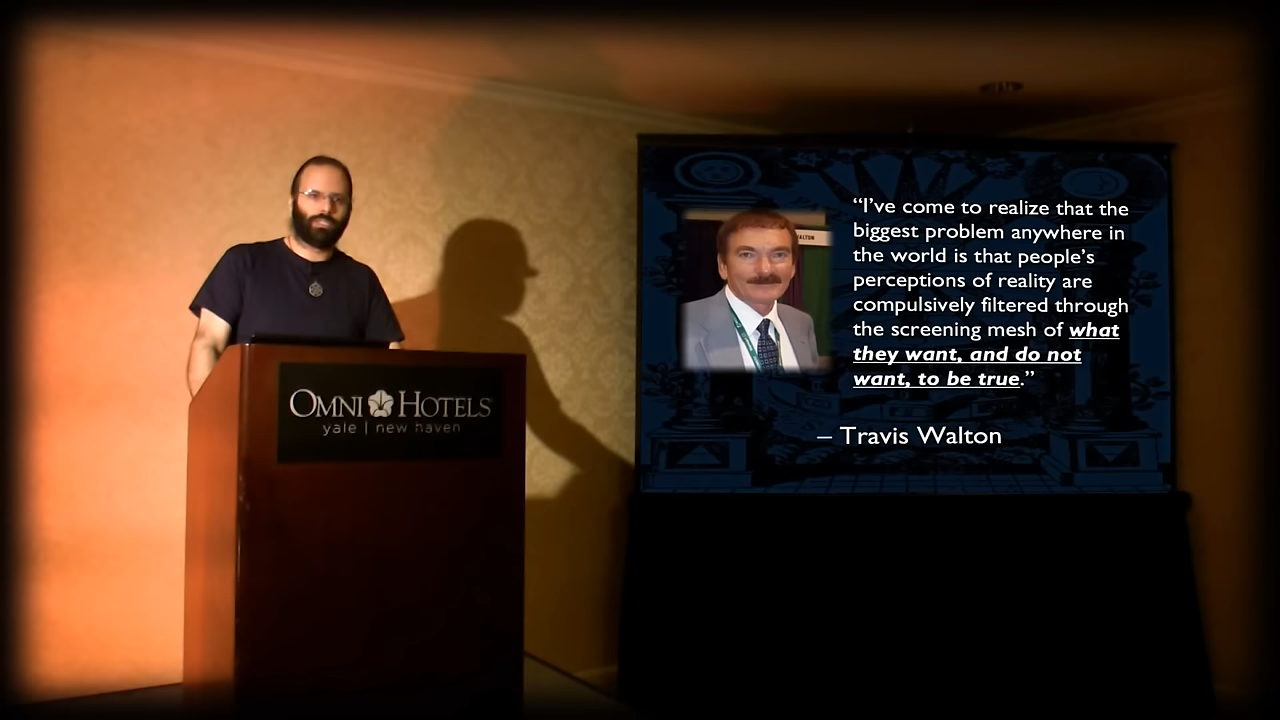 OMNI HOTELS
yale | new haven
ALTON
“I’ve come to realize that the
biggest problem anywhere in
the world is that people’s
perceptions of reality are
compulsively filtered through
the screening mesh of what
they want, and do not
want, to be true.”
– Travis Walton